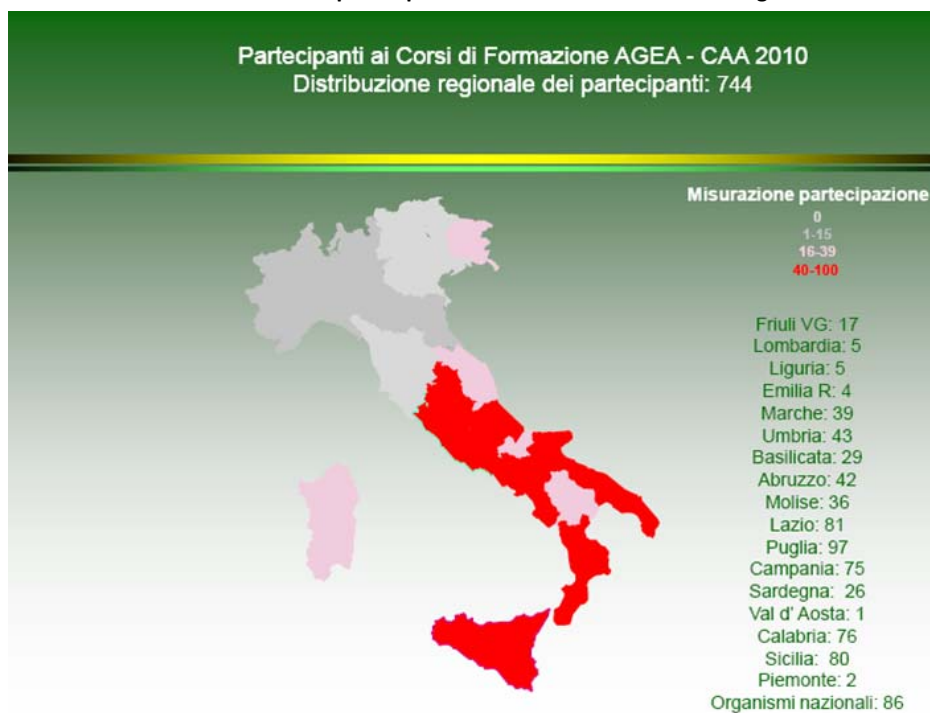 Partecipanti ai Corsi di Formazione AGEA - CAA 2010
Distribuzione regionale dei partecipanti: 744
Misurazione partecipazione
0
1-15
16-39
40-100
Friuli VG: 17
Lombardia: 5
Liguria: 5
Emilia R: 4
Marche: 39
Umbria: 43
Basilicata: 29
Abruzzo: 42
Molise: 36
Lazio: 81
Puglia: 97
Campania: 75
Sardegna: 26
Val d' Aosta: 1
Calabria: 76
Sicilia: 80
Piemonte: 2
Organismi nazionali: 86